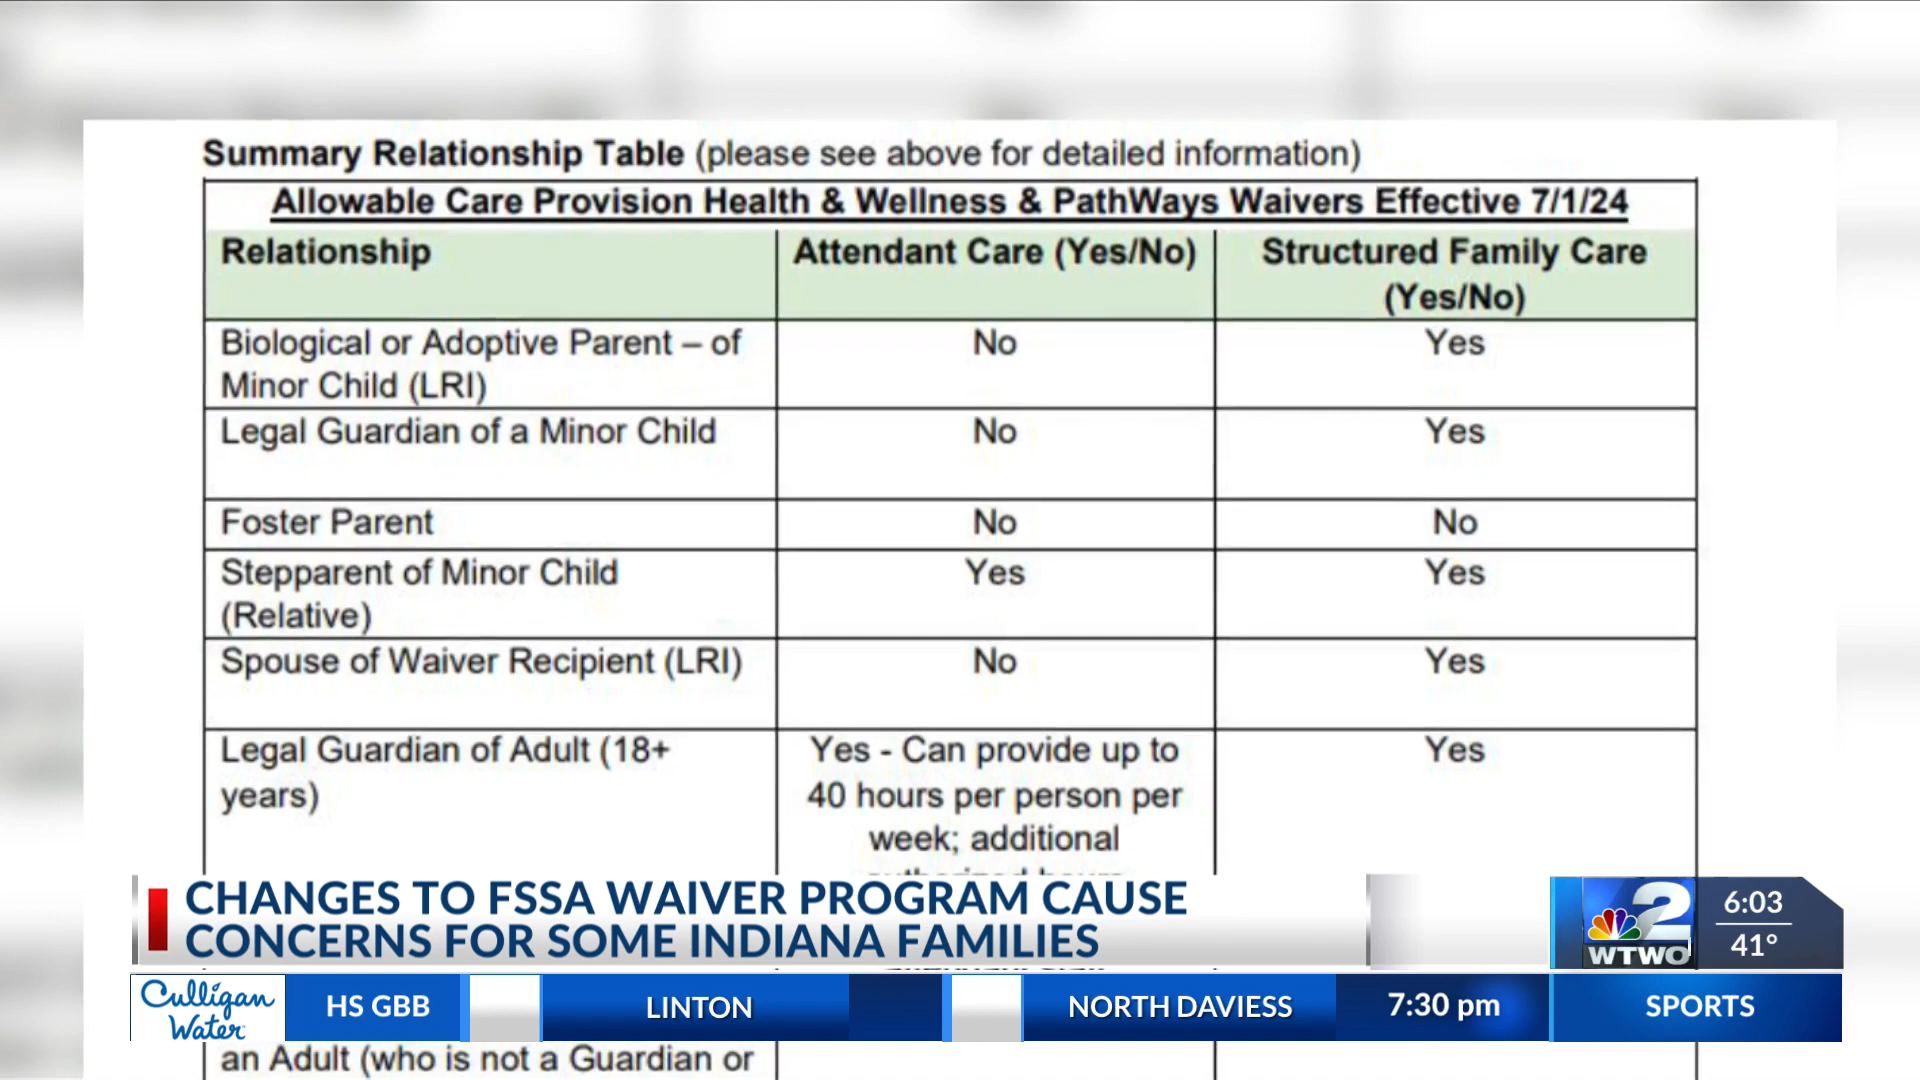 Summary Relationship Table (please see above for detailed information)
Allowable Care Provision Health & Wellness & PathWays Waivers Effective 7/1/24
Relationship
Attendant Care (Yes/No)
Structured Family Care
(Yes/No)
Biological or Adoptive Parent – of
Minor Child (LRI)
No
Yes
Legal Guardian of a Minor Child
No
Yes
Foster Parent
No
No
Stepparent of Minor Child
(Relative)
Yes
Yes
Spouse of Waiver Recipient (LRI)
No
Yes
Legal Guardian of Adult (18+
years)
Yes - Can provide up to
40 hours per person per
week; additional
Yes
CHANGES TO FSSA WAIVER PROGRAM CAUSE
CONCERNS FOR SOME INDIANA FAMILIES
2
WTWO
6:03
41°
Culligan
Water
HS GBB
LINTON
NORTH DAVIESS
7:30 pm
SPORTS
an Adult (who is not a Guardian or